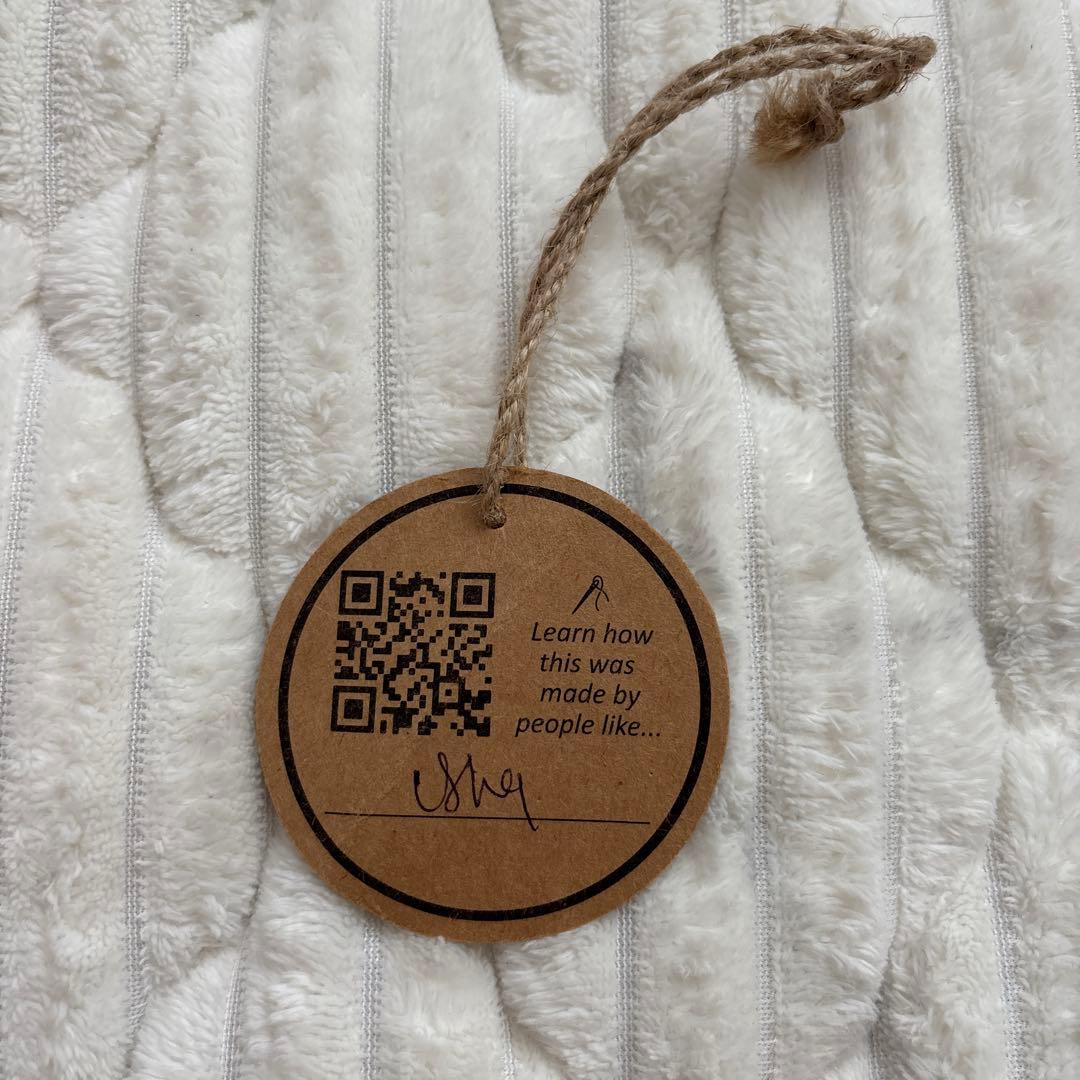 Learn how
this was
made by
people like...
Usha